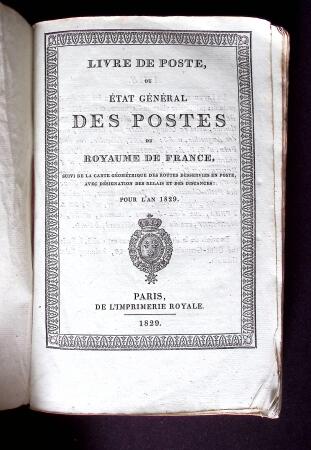 LIVRE DE POSTE,
OU
ÉTAT GÉNÉRAL
DES POSTES
DU
ROYAUME DE FRANCE,
SUIVI DE LA CARTE GÉOMÉTRIQUE DES ROUTES DESSERVIES EN POSTE,
AVEC DÉSIGNATION DES RELAIS ET DES DISTANCES:
POUR L'AN 1829.
PARIS,
DE L'IMPRIMERIE ROYALE.
1829.